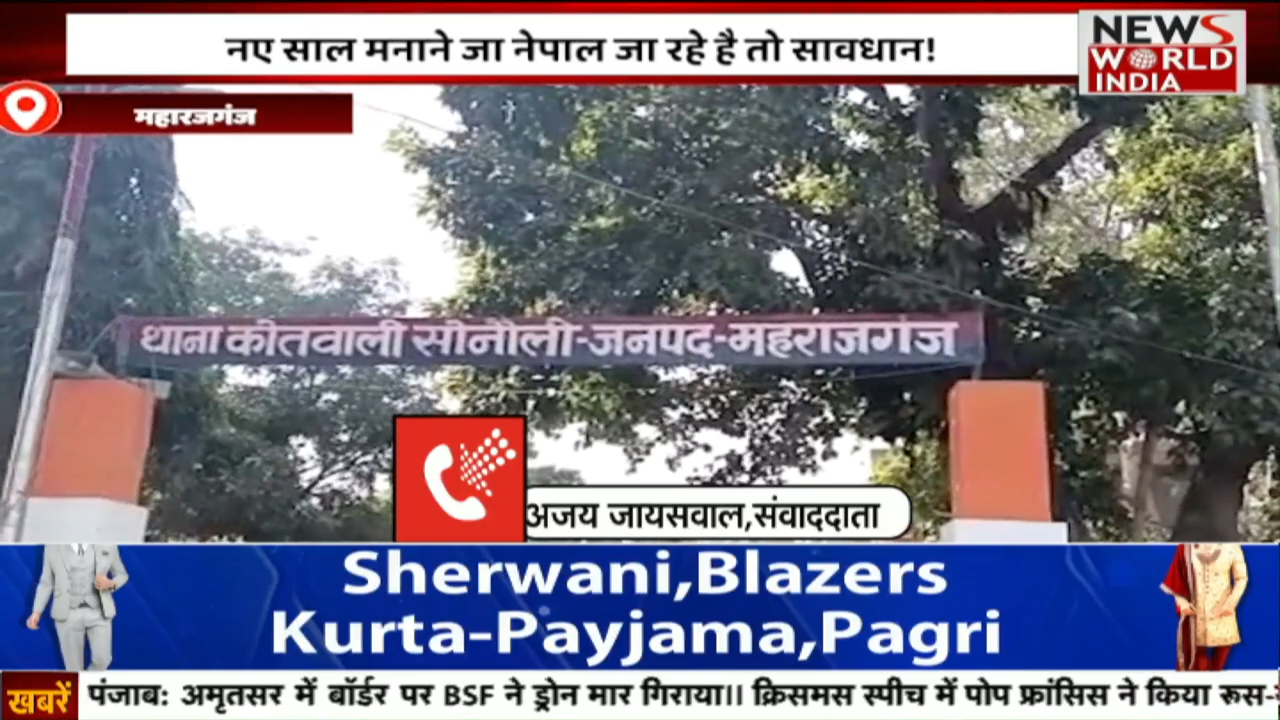 नए साल मनाने जा नेपाल जा रहे है तो सावधान!
NEWS
WORLD
INDIA
महारजगंज
थाना कोतवाली सोनौली-जनपद-महराजगंज
अजय जायसवाल,संवाददाता
Sherwani,Blazers
Kurta-Payjama,Pagri
खबरें
पंजाब: अमृतसर में बॉर्डर पर BSF ने ड्रोन मार गिराया।। क्रिसमस स्पीच में पोप फ्रांसिस ने किया रूस-